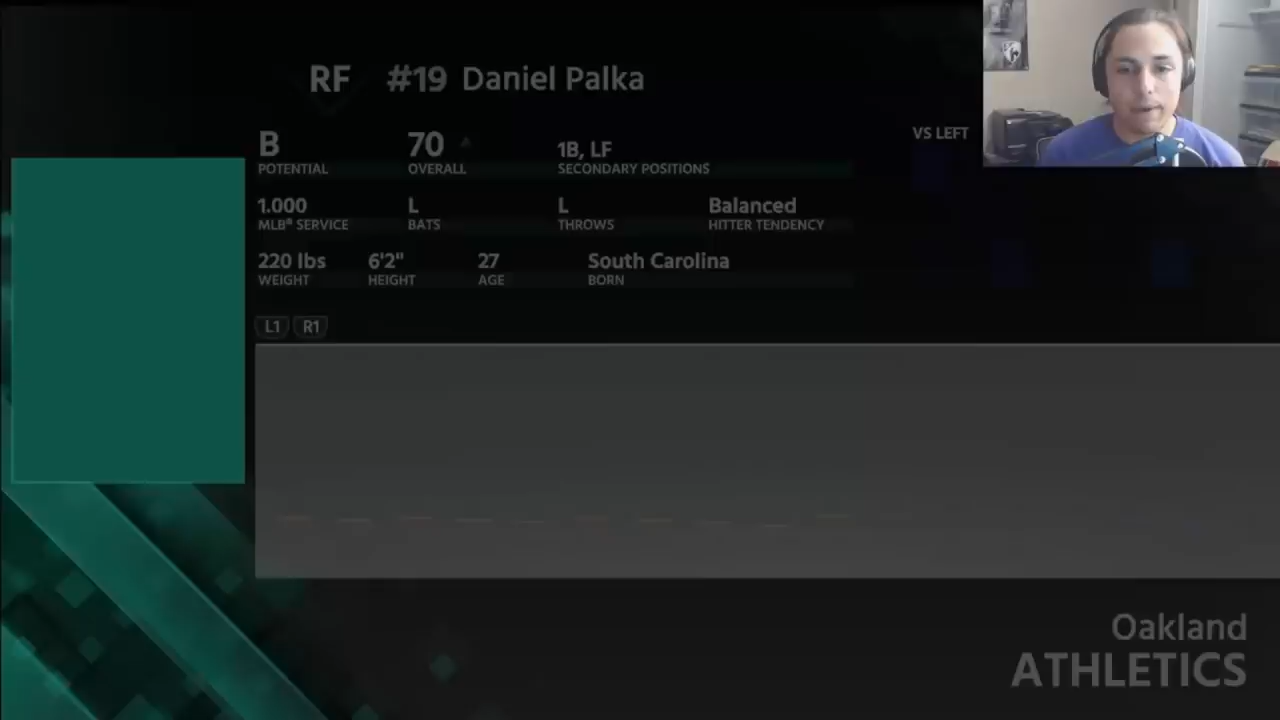 RF #19 Daniel Palka
B 70 1B, LF
POTENTIAL OVERALL SECONDARY POSITIONS
VS LEFT
1.000 L L Balanced
MLB® SERVICE BATS THROWS HITTER TENDENCY
220 lbs 6'2" 27 South Carolina
WEIGHT HEIGHT AGE BORN
L1 R1
Oakland
ATHLETICS